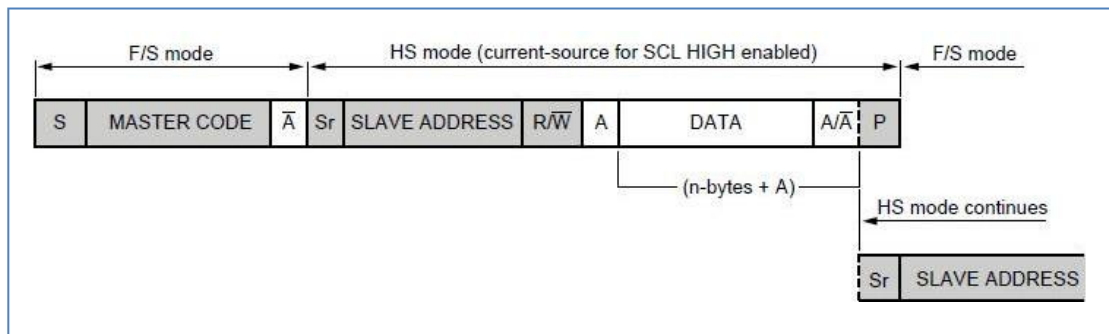 F/S mode HS mode (current-source for SCL HIGH enabled) F/S mode
S MASTER CODE A̅ Sr SLAVE ADDRESS R/W̅ A DATA A/A̅ P
(n-bytes + A)
HS mode continues
Sr SLAVE ADDRESS